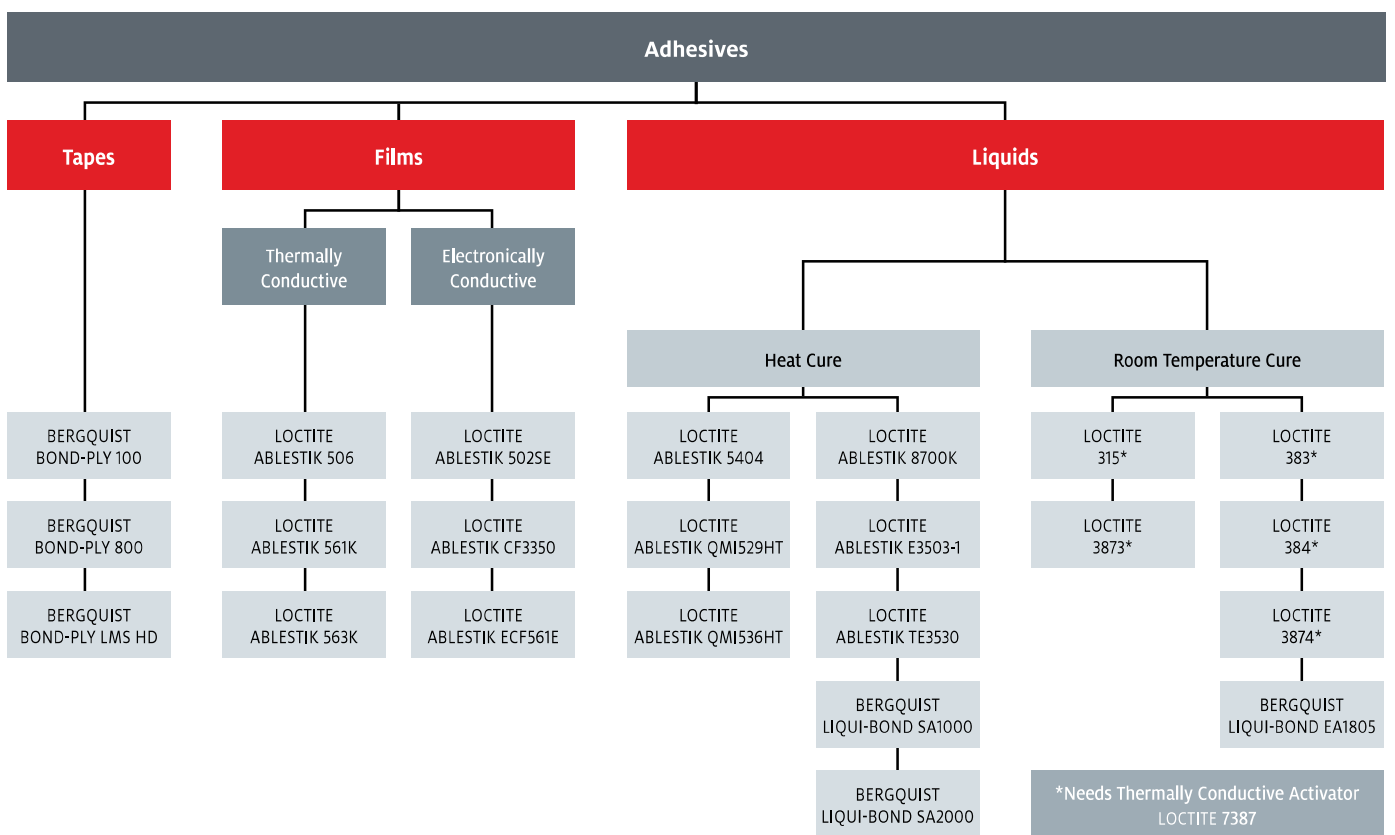 Adhesives
Tapes
Films
Liquids
Thermally
Conductive
Electronically
Conductive
Heat Cure
Room Temperature Cure
BERGQUIST
BOND-PLY 100
BERGQUIST
BOND-PLY 800
BERGQUIST
BOND-PLY LMS HD
LOCTITE
ABLESTIK 506
LOCTITE
ABLESTIK 561K
LOCTITE
ABLESTIK 563K
LOCTITE
ABLESTIK 502SE
LOCTITE
ABLESTIK CF3350
LOCTITE
ABLESTIK ECF561E
LOCTITE
ABLESTIK 5404
LOCTITE
ABLESTIK QMI529HT
LOCTITE
ABLESTIK QMI536HT
LOCTITE
ABLESTIK 8700K
LOCTITE
ABLESTIK E3503-1
LOCTITE
ABLESTIK TE3530
BERGQUIST
LIQUI-BOND SA1000
BERGQUIST
LIQUI-BOND SA2000
LOCTITE
315*
LOCTITE
3873*
LOCTITE
383*
LOCTITE
384*
LOCTITE
3874*
BERGQUIST
LIQUI-BOND EA1805
*Needs Thermally Conductive Activator
LOCTITE 7387